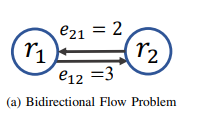 e21 = 2
r1 r2
e12 =3
(a) Bidirectional Flow Problem